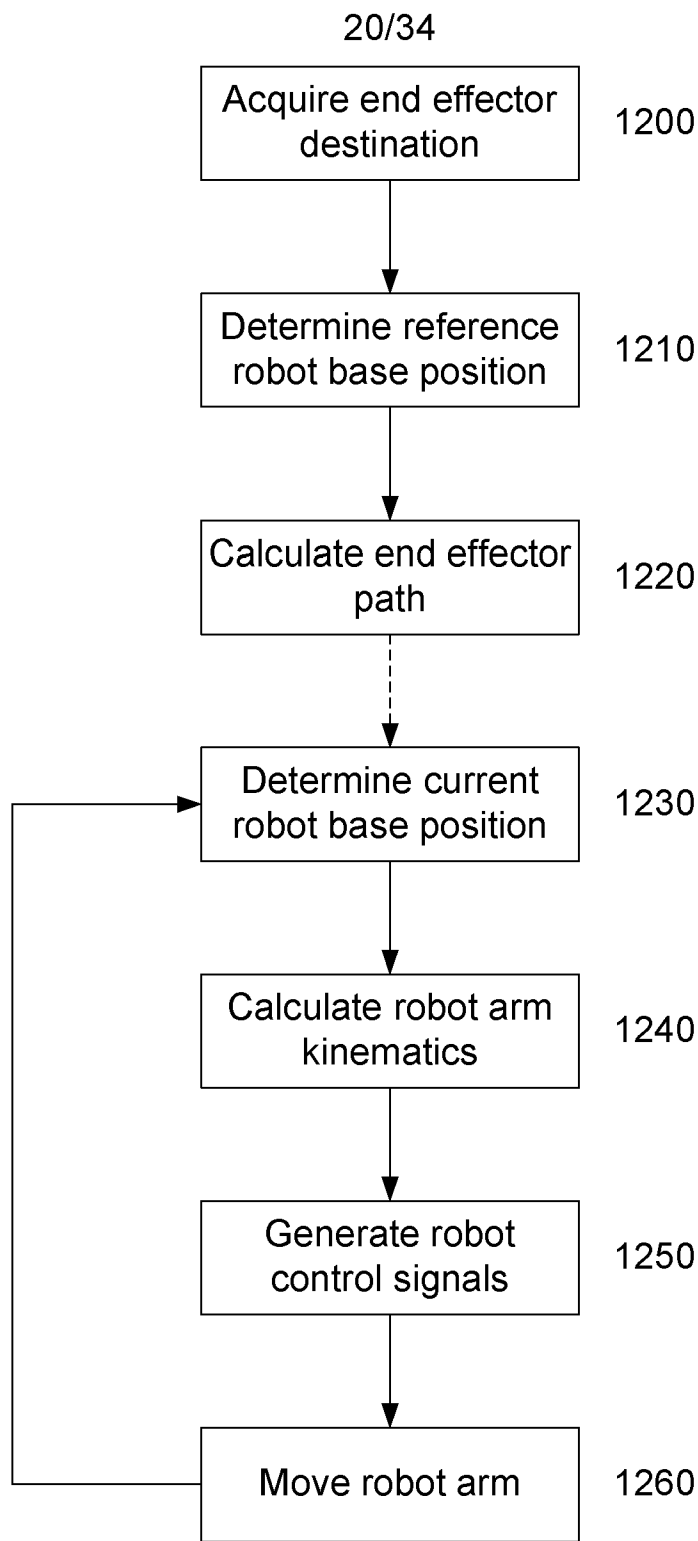 20/34
Acquire end effector
destination
1200
Determine reference
robot base position
1210
Calculate end effector
path
1220
Determine current
robot base position
1230
Calculate robot arm
kinematics
1240
Generate robot
control signals
1250
Move robot arm
1260